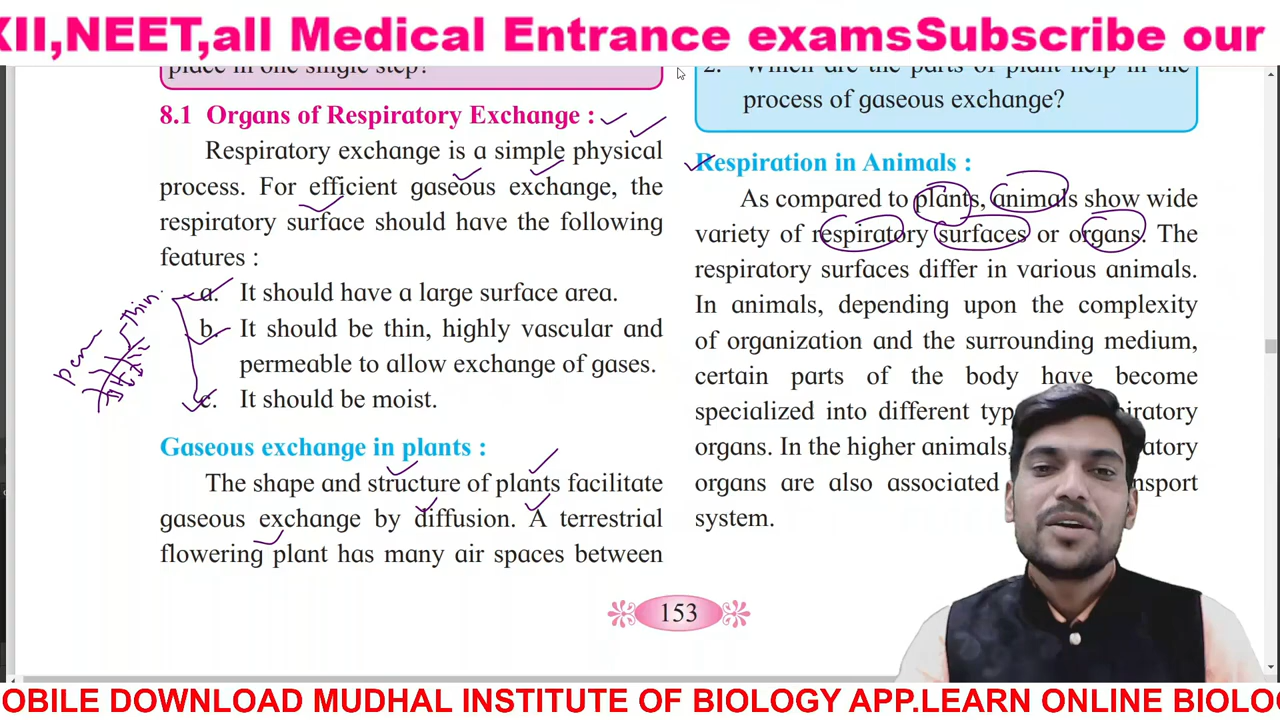 XII,NEET,all Medical Entrance examsSubscribe our
place in one single step?
8.1 Organs of Respiratory Exchange :
Respiratory exchange is a simple physical
process. For efficient gaseous exchange, the
respiratory surface should have the following
features :
a. It should have a large surface area.
b. It should be thin, highly vascular and
permeable to allow exchange of gases.
c. It should be moist.
thin.
Gaseous exchange in plants :
The shape and structure of plants facilitate
gaseous exchange by diffusion. A terrestrial
flowering plant has many air spaces between
2. Which are the parts of plant help in the
process of gaseous exchange?
Respiration in Animals :
As compared to plants, animals show wide
variety of respiratory surfaces or organs. The
respiratory surfaces differ in various animals.
In animals, depending upon the complexity
of organization and the surrounding medium,
certain parts of the body have become
specialized into different
organs. In the higher animals,
organs are also associated
system.
153
OBILE DOWNLOAD MUDHAL INSTITUTE OF BIOLOGY APP.LEARN ONLINE BIOLO